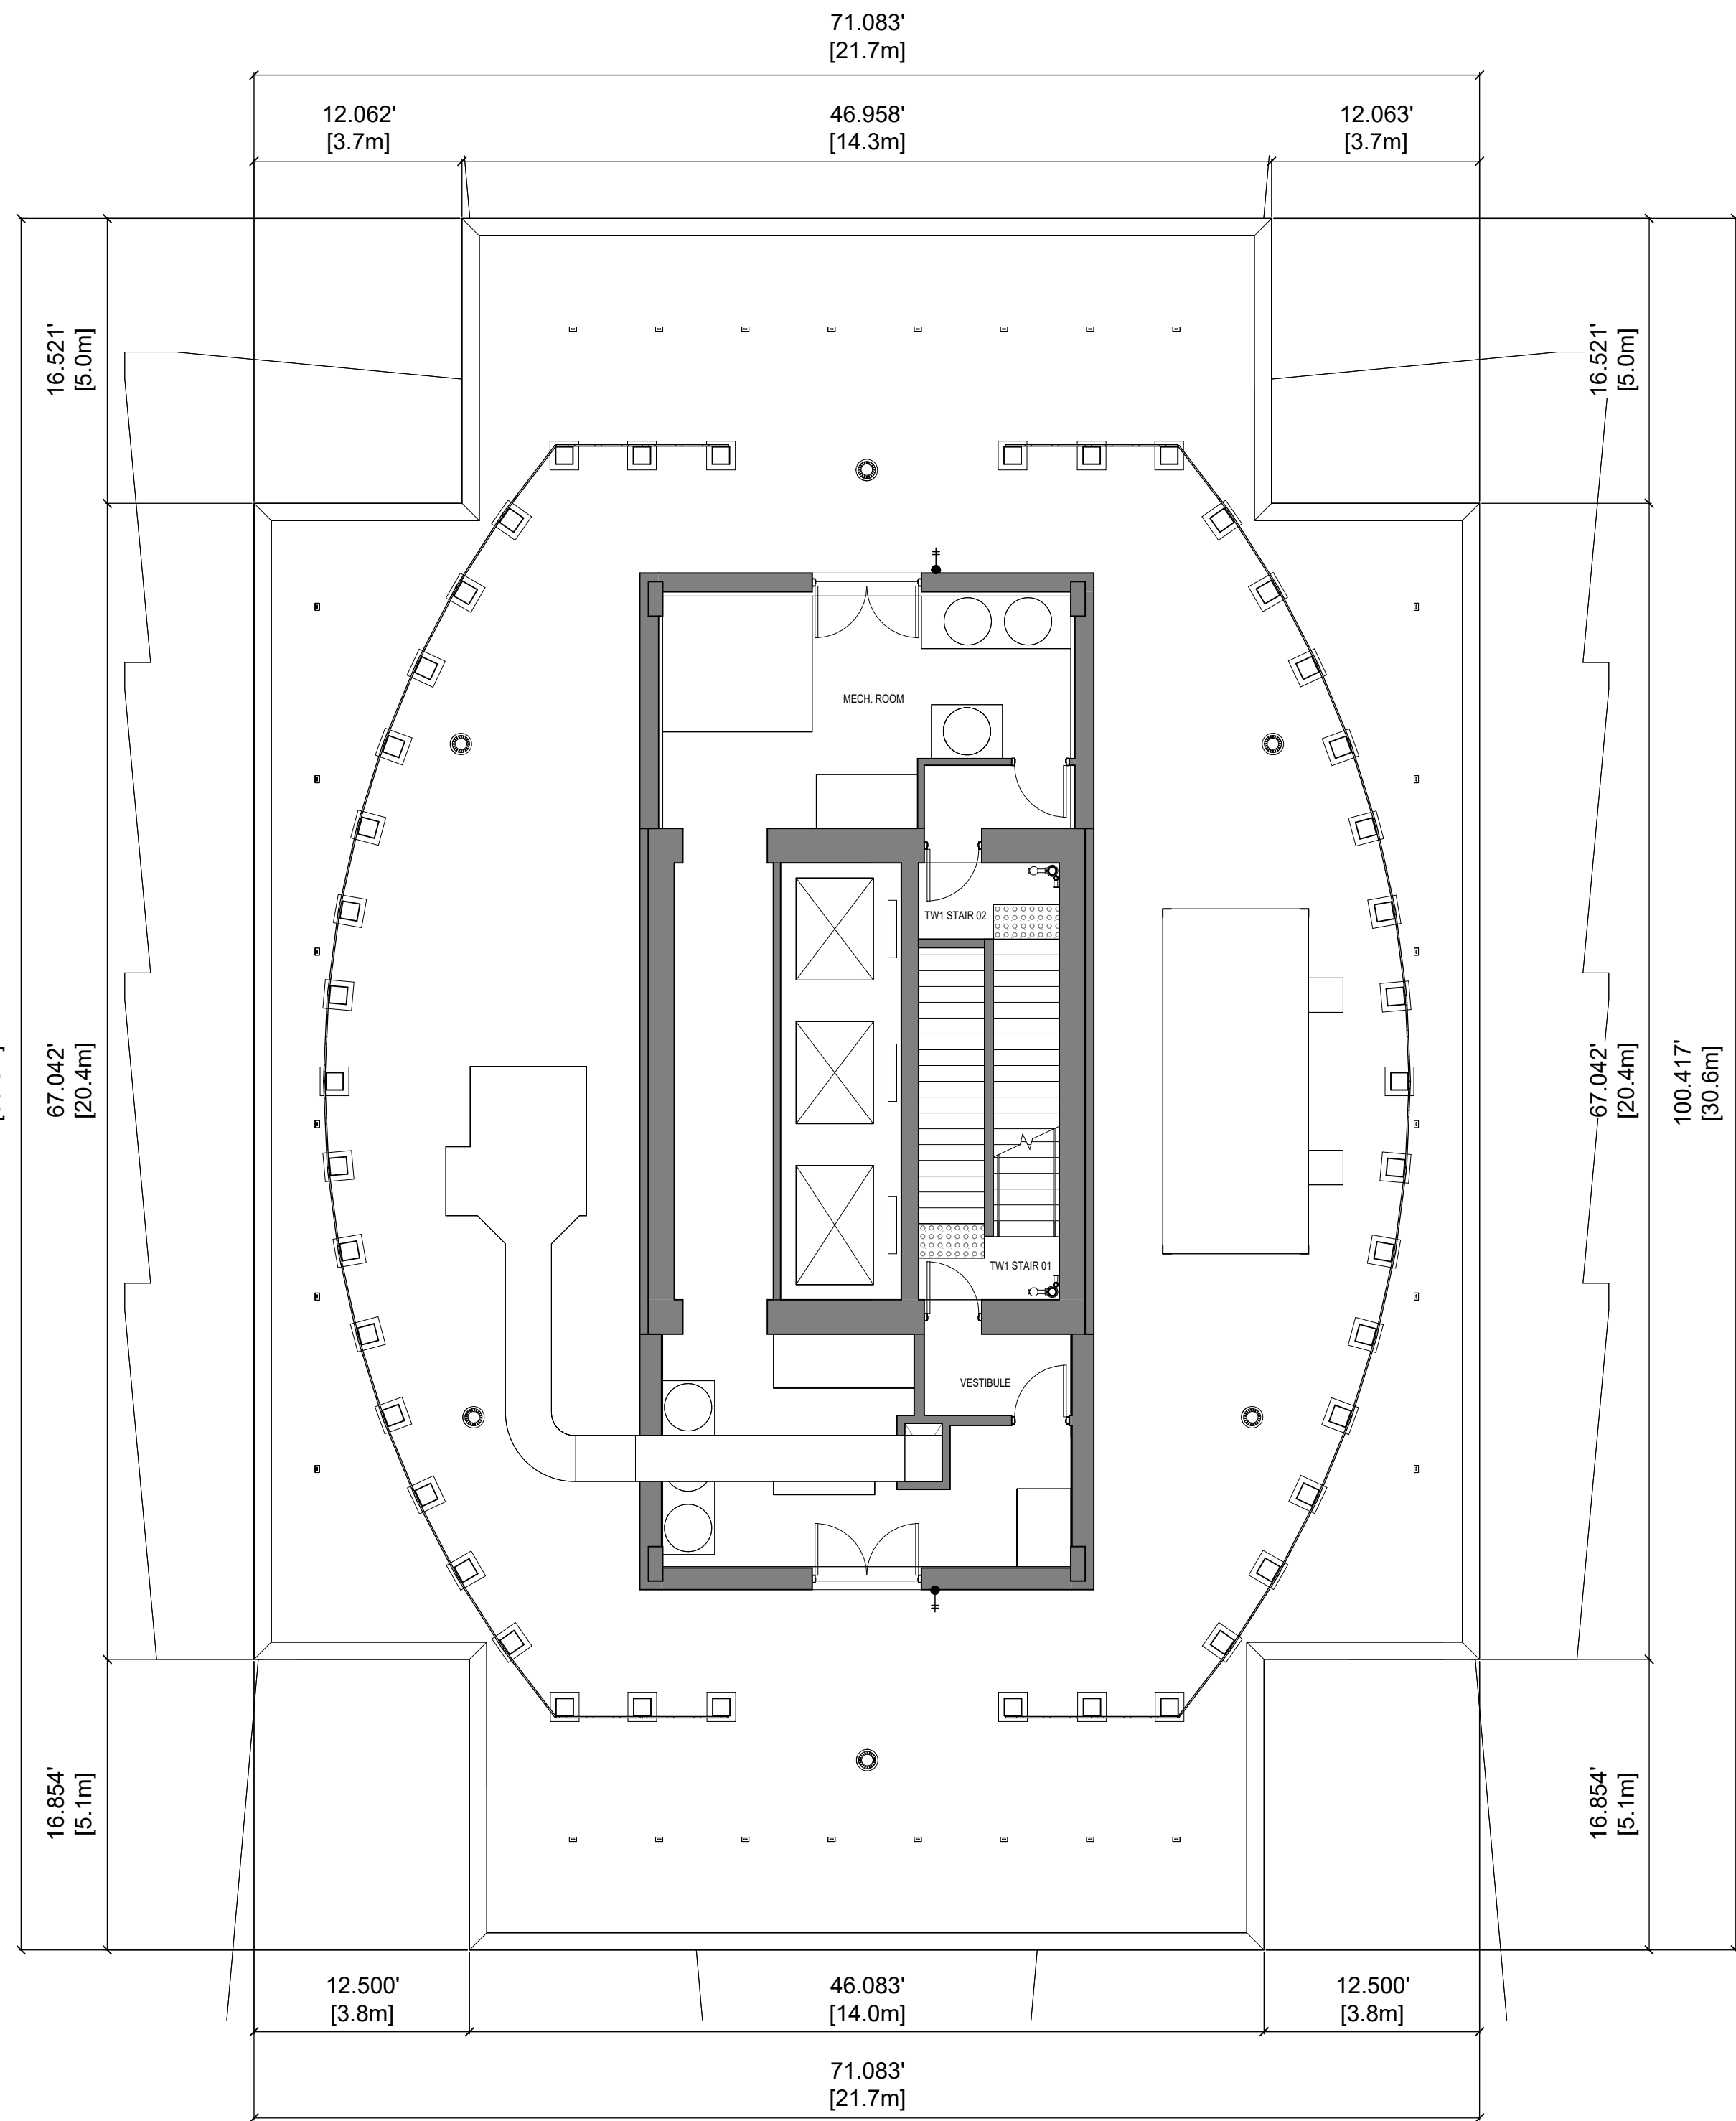 71.083'
[21.7m]
12.062'
[3.7m]
46.958'
[14.3m]
12.063'
[3.7m]
16.521'
[5.0m]
16.521'
[5.0m]
MECH. ROOM
TW1 STAIR 02
67.042'
[20.4m]
67.042'
[20.4m]
100.417'
[30.6m]
TW1 STAIR 01
VESTIBULE
16.854'
[5.1m]
16.854'
[5.1m]
12.500'
[3.8m]
46.083'
[14.0m]
12.500'
[3.8m]
71.083'
[21.7m]